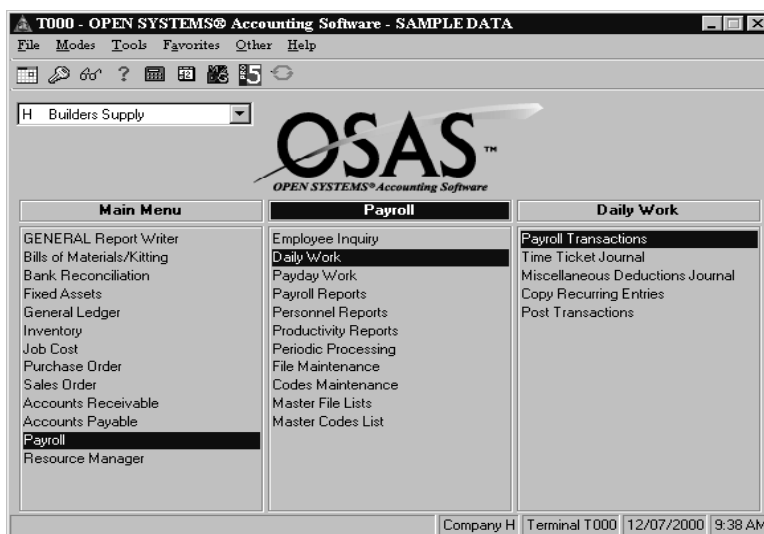 T000 - OPEN SYSTEMS® Accounting Software - SAMPLE DATA
File Modes Tools Favorites Other Help
H Builders Supply
OSAS™
OPEN SYSTEMS® Accounting Software
Main Menu
GENERAL Report Writer
Bills of Materials/Kitting
Bank Reconciliation
Fixed Assets
General Ledger
Inventory
Job Cost
Purchase Order
Sales Order
Accounts Receivable
Accounts Payable
Payroll
Resource Manager
Payroll
Employee Inquiry
Daily Work
Payday Work
Payroll Reports
Personnel Reports
Productivity Reports
Periodic Processing
File Maintenance
Codes Maintenance
Master File Lists
Master Codes List
Daily Work
Payroll Transactions
Time Ticket Journal
Miscellaneous Deductions Journal
Copy Recurring Entries
Post Transactions
Company H Terminal T000 12/07/2000 9:38 AM